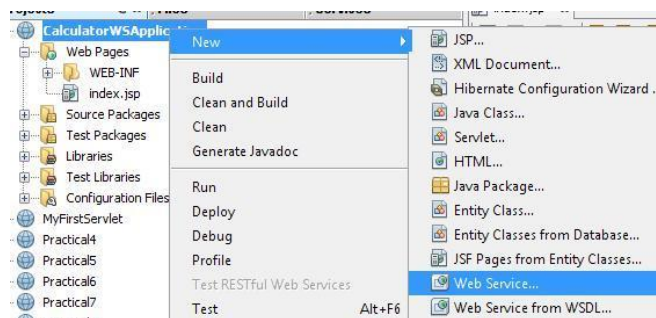 CalculatorWSApplic
Web Pages
WEB-INF
index.jsp
Source Packages
Test Packages
Libraries
Test Libraries
Configuration Files
MyFirstServlet
Practical4
Practical5
Practical6
Practical7
New
Build
Clean and Build
Clean
Generate Javadoc
Run
Deploy
Debug
Profile
Test RESTful Web Services
Test Alt+F6
JSP...
XML Document...
Hibernate Configuration Wizard .
Java Class...
Servlet...
HTML...
Java Package...
Entity Class...
Entity Classes from Database...
JSF Pages from Entity Classes...
Web Service...
Web Service from WSDL...